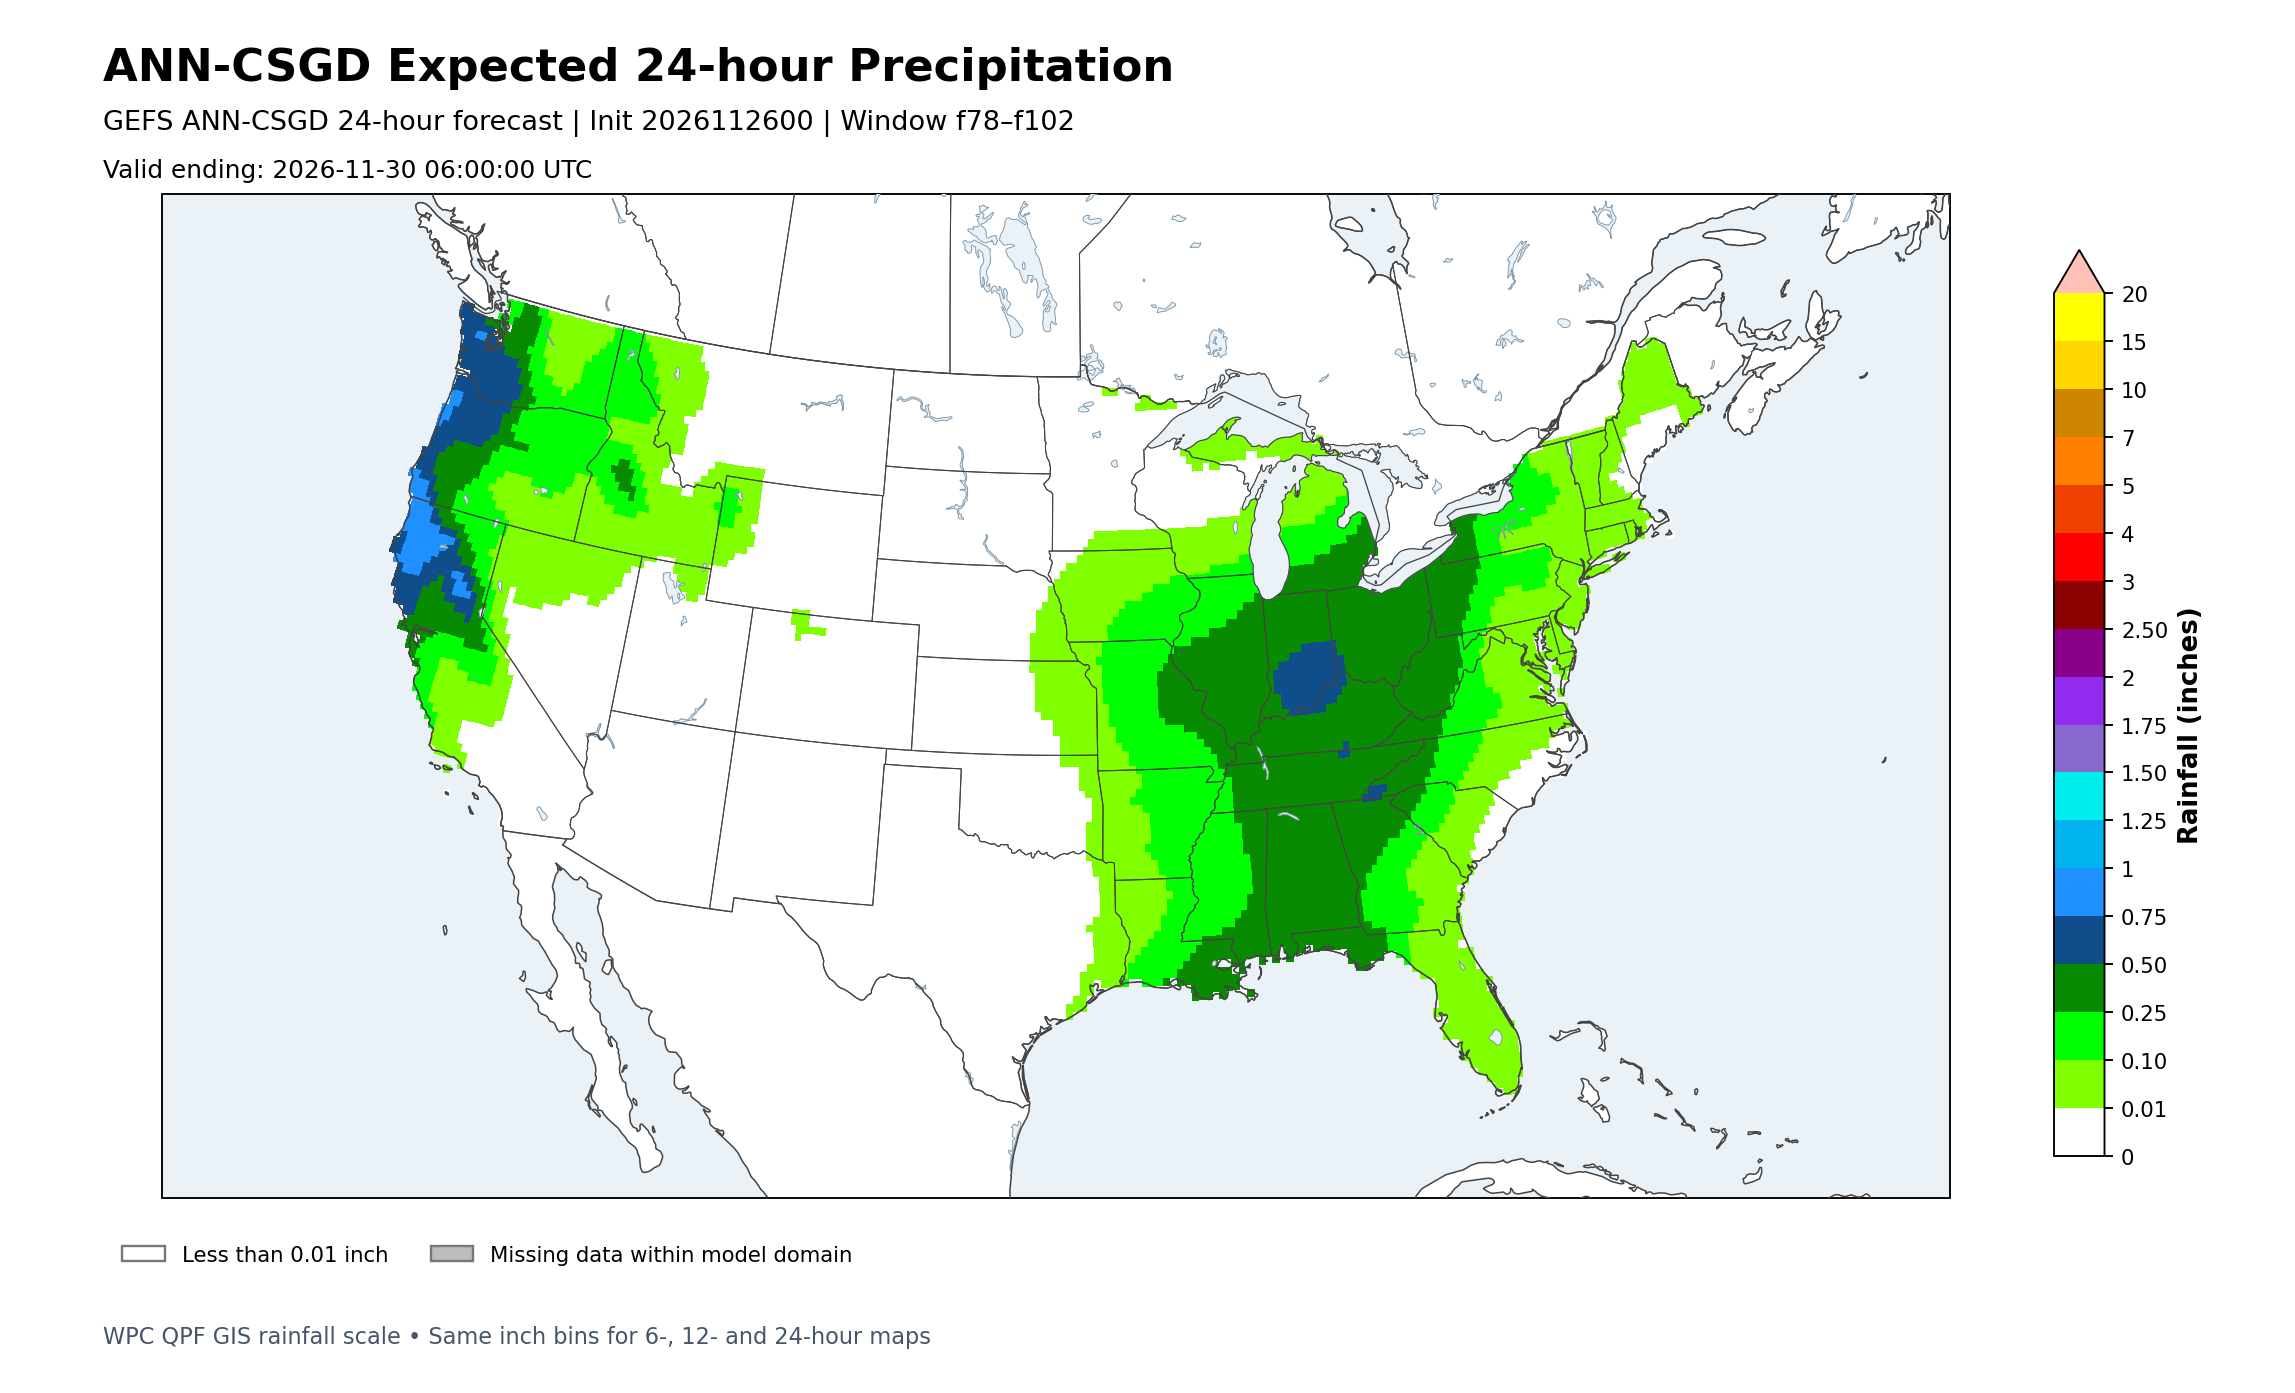 ANN-CSGD Expected 24-hour Precipitation
GEFS ANN-CSGD 24-hour forecast | Init 2026112600 | Window f78–f102
Valid ending: 2026-11-30 06:00:00 UTC
20
15
10
7
5
4
3
2.50
2
1.75
1.50
1.25
1
0.75
0.50
0.25
0.10
0.01
0
Rainfall (inches)
Less than 0.01 inch
Missing data within model domain
WPC QPF GIS rainfall scale • Same inch bins for 6-, 12- and 24-hour maps